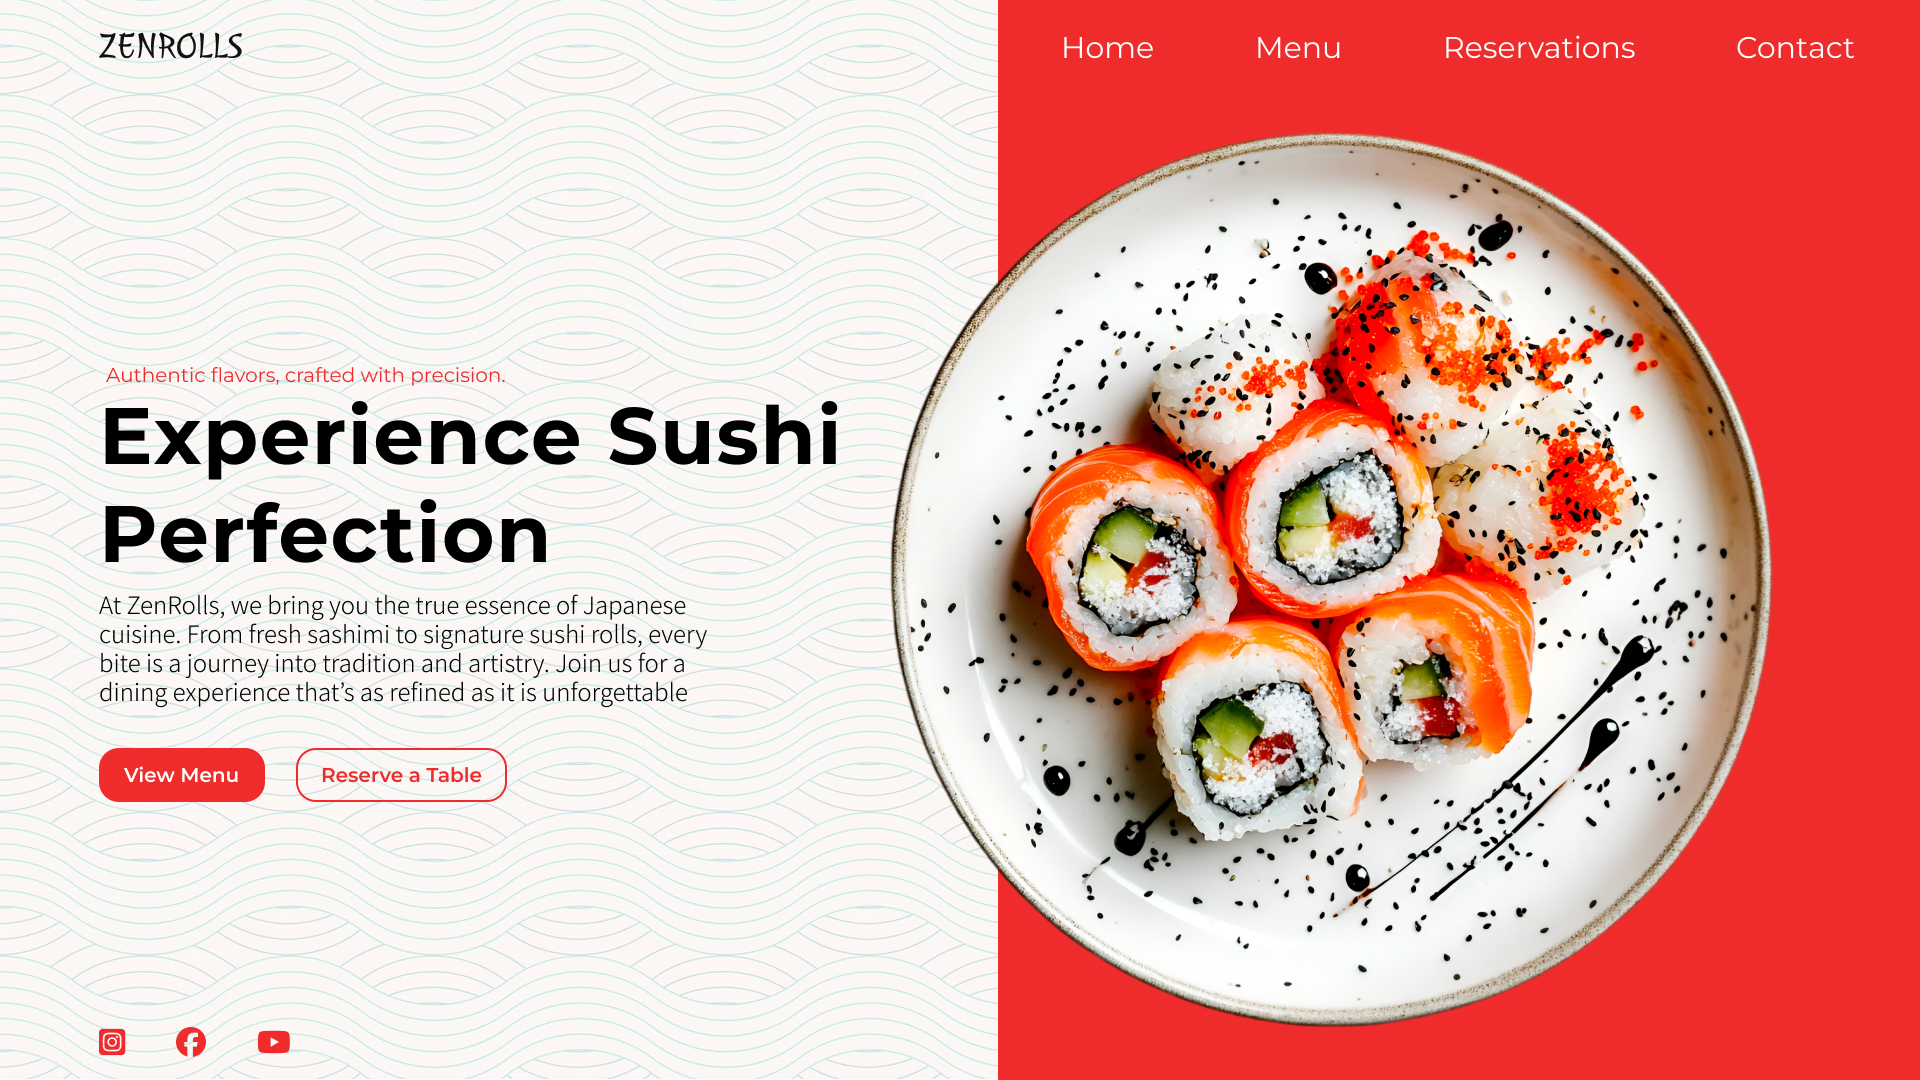 ZENROLLS
Home
Menu
Reservations
Contact
Authentic flavors, crafted with precision.
Experience Sushi
Perfection
At ZenRolls, we bring you the true essence of Japanese
cuisine. From fresh sashimi to signature sushi rolls, every
bite is a journey into tradition and artistry. Join us for a
dining experience that’s as refined as it is unforgettable
View Menu
Reserve a Table